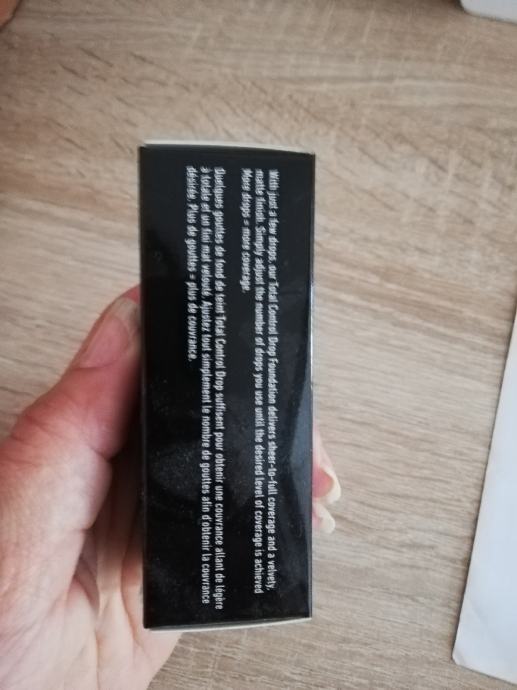 With just a few drops, our Total Control Drop Foundation delivers sheer-to-full coverage and a velvety,
matte finish. Simply adjust the number of drops you use until the desired level of coverage is achieved
More drops = more coverage.
Quelques gouttes de fond de teint Total Control Drop suffisent pour obtenir une couvrance allant de légère
à totale et un fini mat velouté. Ajustez tout simplement le nombre de gouttes afin d'obtenir la couvrance
désirée. Plus de gouttes = plus de couvrance.